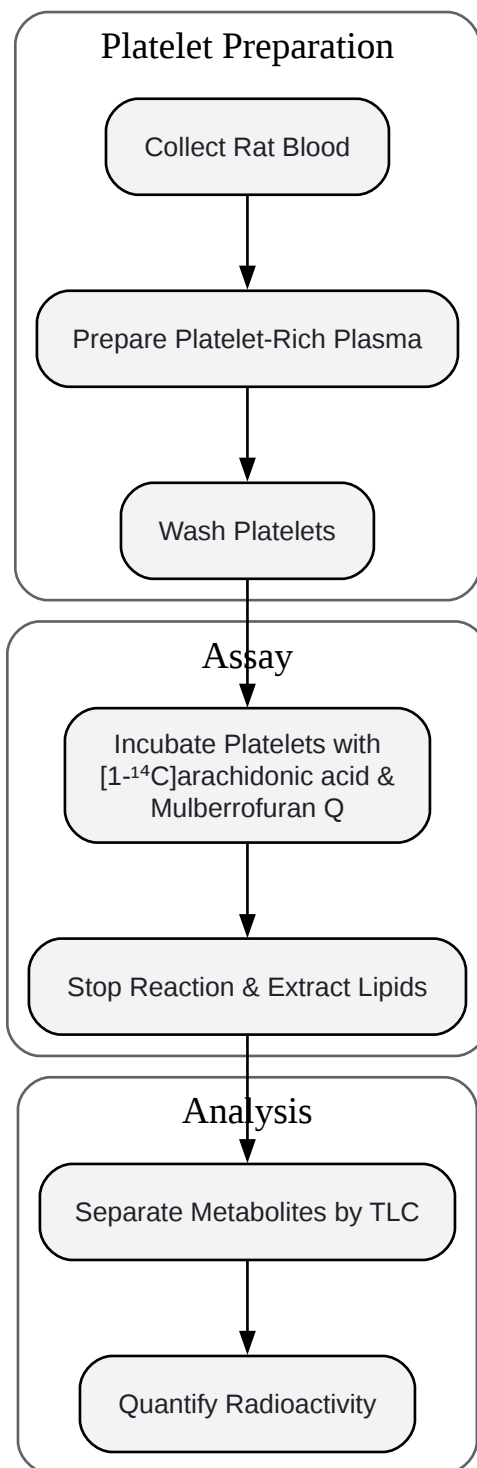 Platelet Preparation
Collect Rat Blood
Prepare Platelet-Rich Plasma
Wash Platelets
Assay
Incubate Platelets with
[1-¹⁴C]arachidonic acid &
Mulberrofuran Q
Stop Reaction & Extract Lipids
Analysis
Separate Metabolites by TLC
Quantify Radioactivity